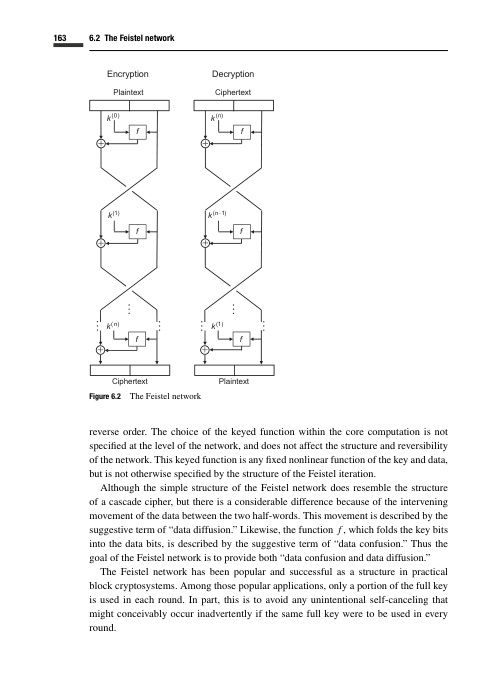 163 6.2 The Feistel network
Encryption Decryption
Plaintext Ciphertext
k(0) f k(n) f
k(1) f k(n-1) f
k(n) f k(1) f
Ciphertext Plaintext
Figure 6.2 The Feistel network
reverse order. The choice of the keyed function within the core computation is not
specified at the level of the network, and does not affect the structure and reversibility
of the network. This keyed function is any fixed nonlinear function of the key and data,
but is not otherwise specified by the structure of the Feistel iteration.
Although the simple structure of the Feistel network does resemble the structure
of a cascade cipher, but there is a considerable difference because of the intervening
movement of the data between the two half-words. This movement is described by the
suggestive term of “data diffusion.” Likewise, the function f, which folds the key bits
into the data bits, is described by the suggestive term of “data confusion.” Thus the
goal of the Feistel network is to provide both “data confusion and data diffusion.”
The Feistel network has been popular and successful as a structure in practical
block cryptosystems. Among those popular applications, only a portion of the full key
is used in each round. In part, this is to avoid any unintentional self-canceling that
might conceivably occur inadvertently if the same full key were to be used in every
round.